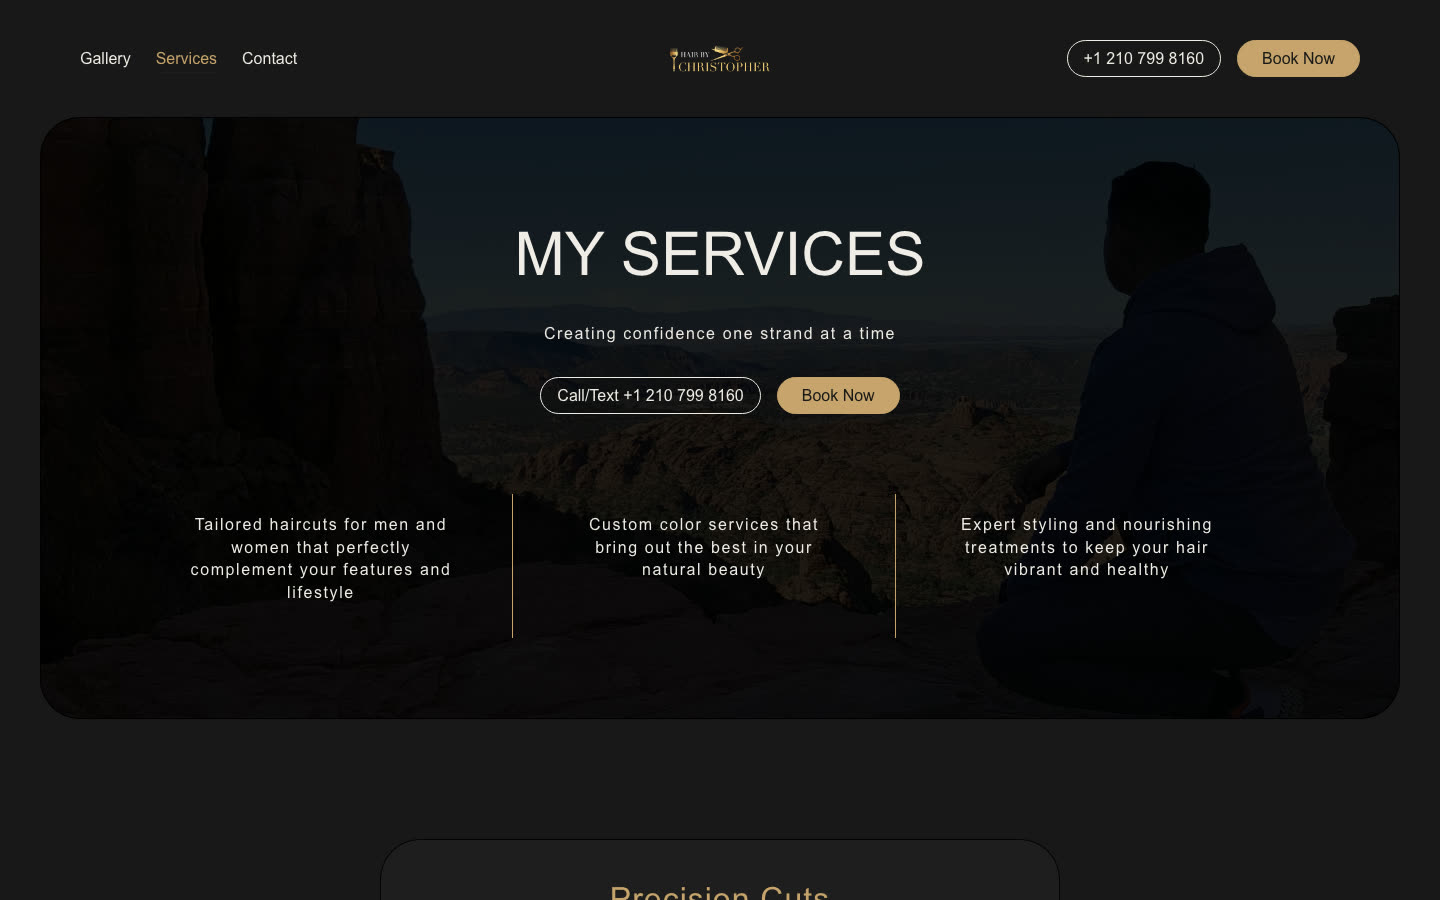 Gallery
Services
Contact
HAIR BY
CHRISTOPHER
+1 210 799 8160
Book Now
MY SERVICES
Creating confidence one strand at a time
Call/Text +1 210 799 8160
Book Now
Tailored haircuts for men and
women that perfectly
complement your features and
lifestyle
Custom color services that
bring out the best in your
natural beauty
Expert styling and nourishing
treatments to keep your hair
vibrant and healthy
Precision Cuts